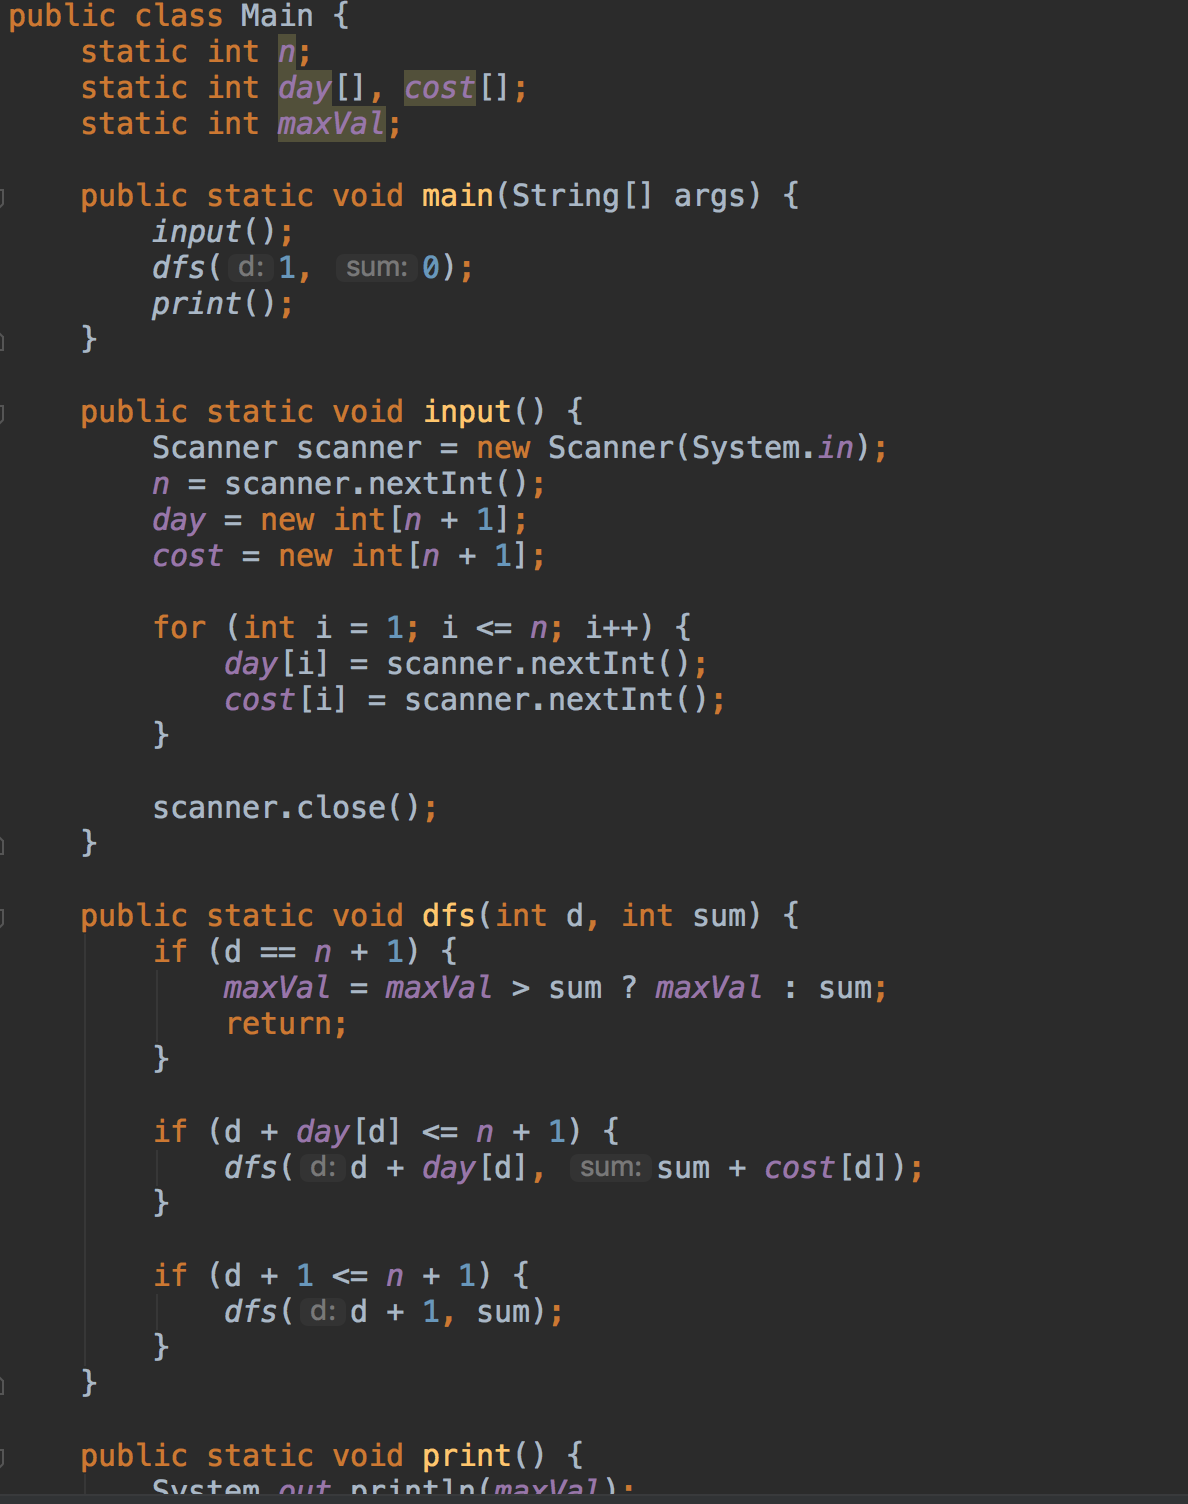 public class Main {
static int n;
static int day[], cost[];
static int maxVal;
public static void main(String[] args) {
input();
dfs( d: 1, sum: 0);
print();
}
public static void input() {
Scanner scanner = new Scanner(System.in);
n = scanner.nextInt();
day = new int[n + 1];
cost = new int[n + 1];
for (int i = 1; i <= n; i++) {
day[i] = scanner.nextInt();
cost[i] = scanner.nextInt();
}
scanner.close();
}
public static void dfs(int d, int sum) {
if (d == n + 1) {
maxVal = maxVal > sum ? maxVal : sum;
return;
}
if (d + day[d] <= n + 1) {
dfs( d: d + day[d], sum: sum + cost[d]);
}
if (d + 1 <= n + 1) {
dfs( d: d + 1, sum);
}
}
public static void print() {
System.out.println(maxVal);